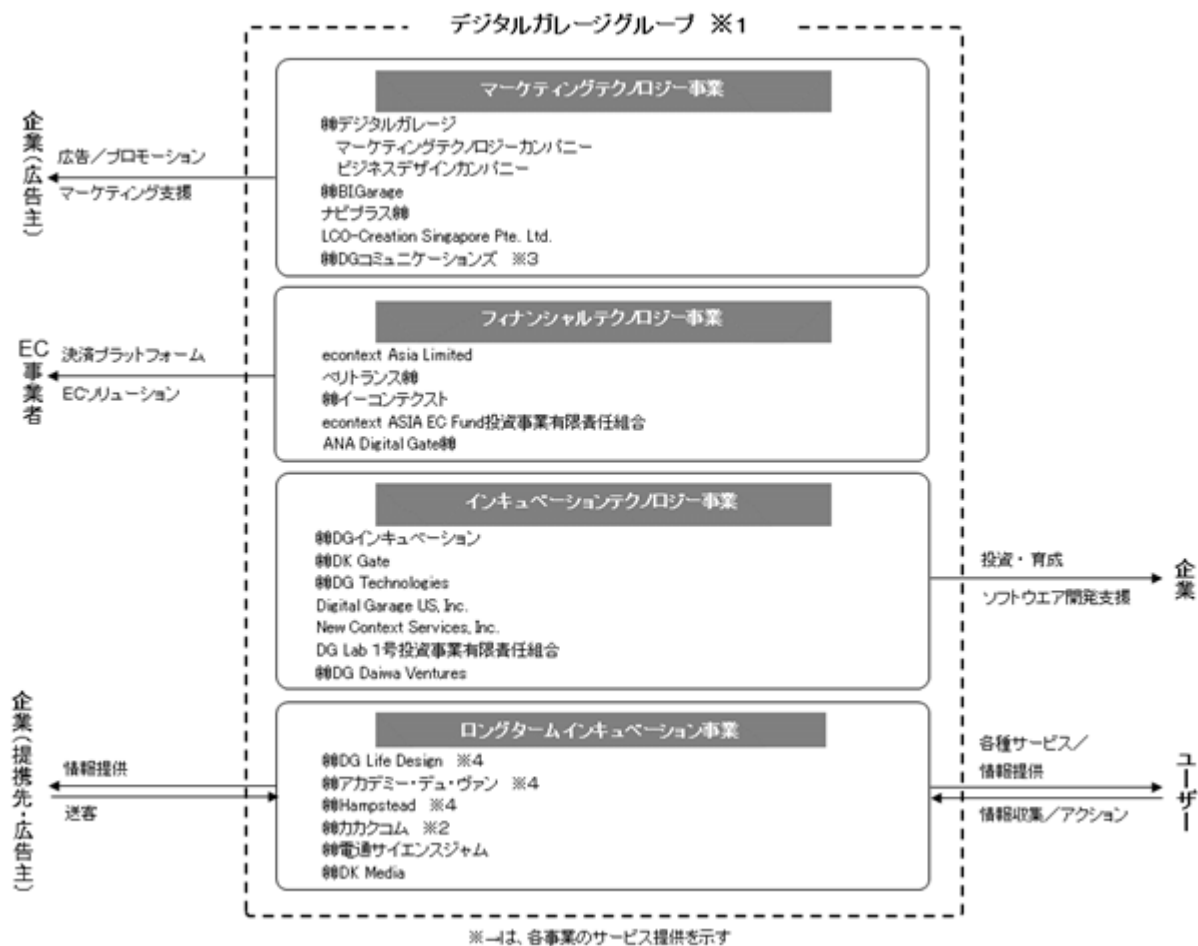 デジタルガレージグループ ※1
マーケティングテクノロジー事業
㈱デジタルガレージ
マーケティングテクノロジーカンパニー
ビジネスデザインカンパニー
㈱BI.Garage
ナビプラス㈱
LCO-Creation Singapore Pte. Ltd.
㈱DGコミュニケーションズ ※3
企業(広告主)
広告/プロモーション
マーケティング支援
フィナンシャルテクノロジー事業
econtext Asia Limited
ベリトランス㈱
㈱イーコンテクスト
econtext ASIA EC Fund投資事業有限責任組合
ANA Digital Gate㈱
EC事業者
決済プラットフォーム
ECソリューション
インキュベーションテクノロジー事業
㈱DGインキュベーション
㈱DK Gate
㈱DG Technologies
Digital Garage US, Inc.
New Context Services, Inc.
DG Lab 1号投資事業有限責任組合
㈱DG Daiwa Ventures
投資・育成
ソフトウエア開発支援
企業
ロングタームインキュベーション事業
㈱DG Life Design ※4
㈱アカデミー・デュ・ヴァン ※4
㈱Hampstead ※4
㈱カカクコム ※2
㈱電通サイエンスジャム
㈱DK Media
企業(提携先・広告主)
情報提供
送客
各種サービス/
情報提供
情報収集/アクション
ユーザー
※→は、各事業のサービス提供を示す